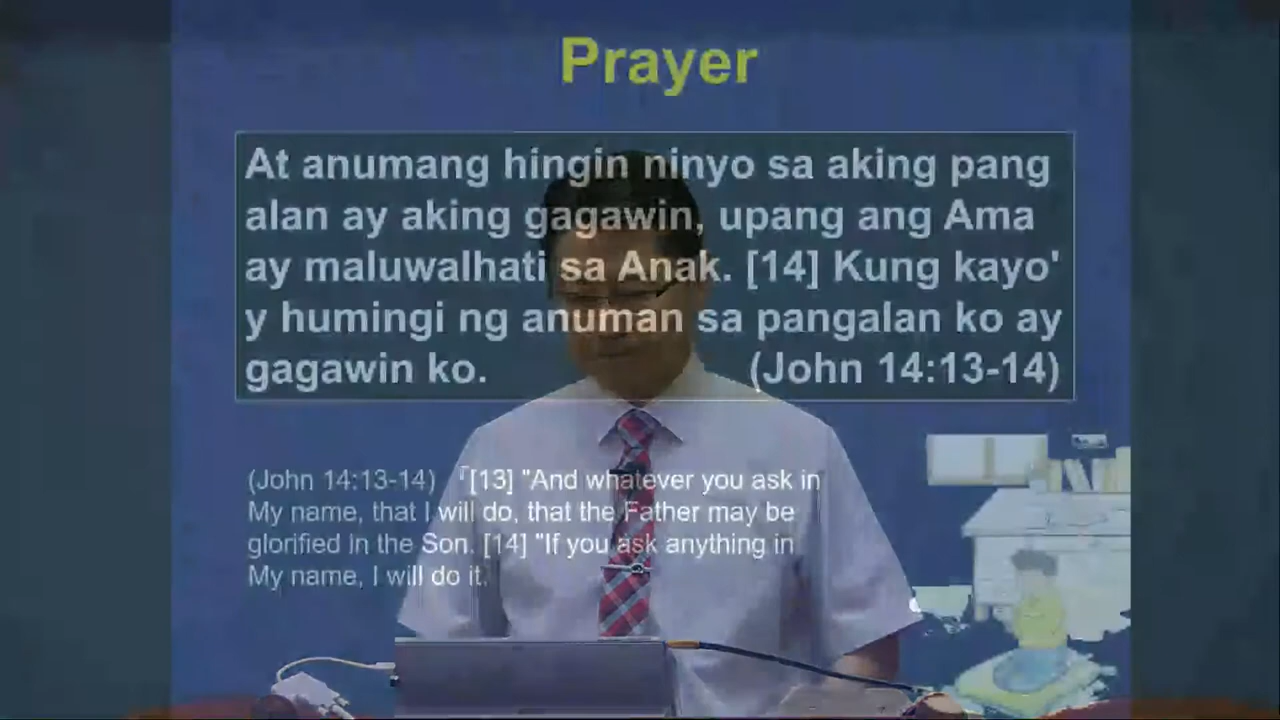 Prayer
At anumang hingin ninyo sa aking pang
alan ay aking gagawin, upang ang Ama
ay maluwalhati sa Anak. [14] Kung kayo'
y humingi ng anuman sa pangalan ko ay
gagawin ko. (John 14:13-14)
(John 14:13-14) 『[13] "And whatever you ask in
My name, that I will do, that the Father may be
glorified in the Son. [14] "If you ask anything in
My name, I will do it.